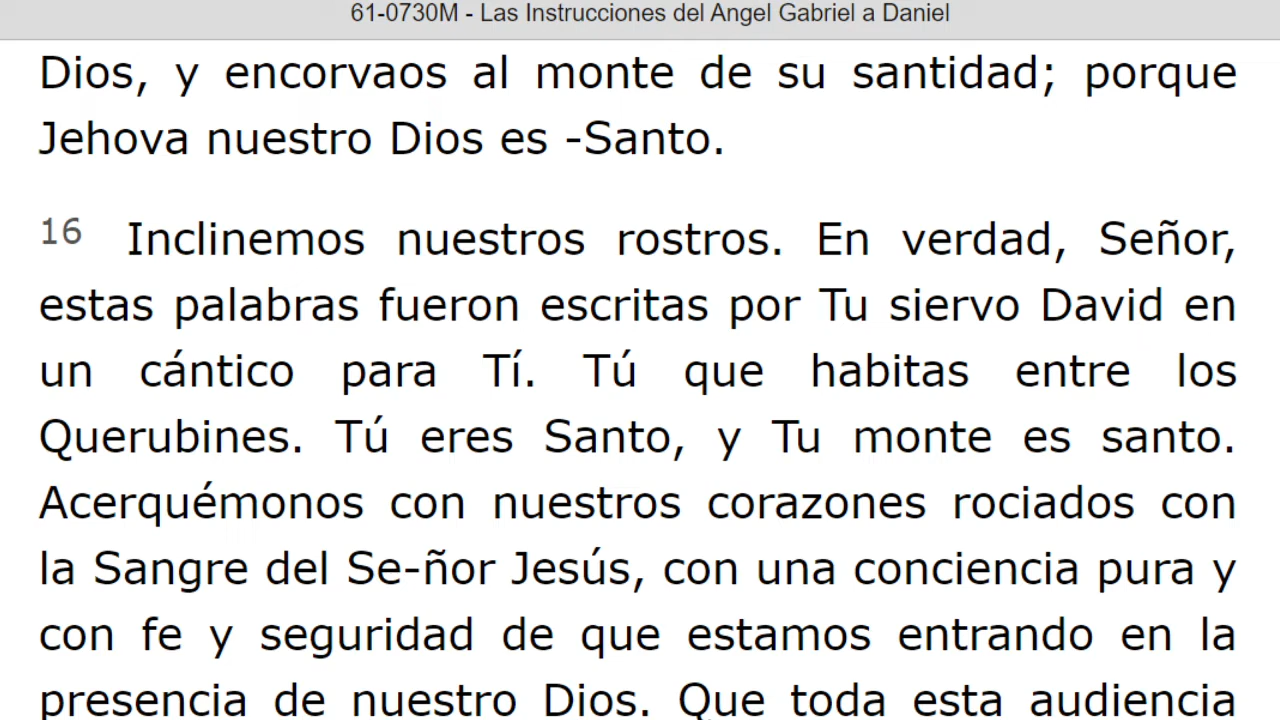 61-0730M - Las Instrucciones del Angel Gabriel a Daniel
Dios, y encorvaos al monte de su santidad; porque
Jehova nuestro Dios es -Santo.
16 Inclinemos nuestros rostros. En verdad, Señor,
estas palabras fueron escritas por Tu siervo David en
un cántico para Tí. Tú que habitas entre los
Querubines. Tú eres Santo, y Tu monte es santo.
Acerquémonos con nuestros corazones rociados con
la Sangre del Se-ñor Jesús, con una conciencia pura y
con fe y seguridad de que estamos entrando en la
presencia de nuestro Dios. Que toda esta audiencia